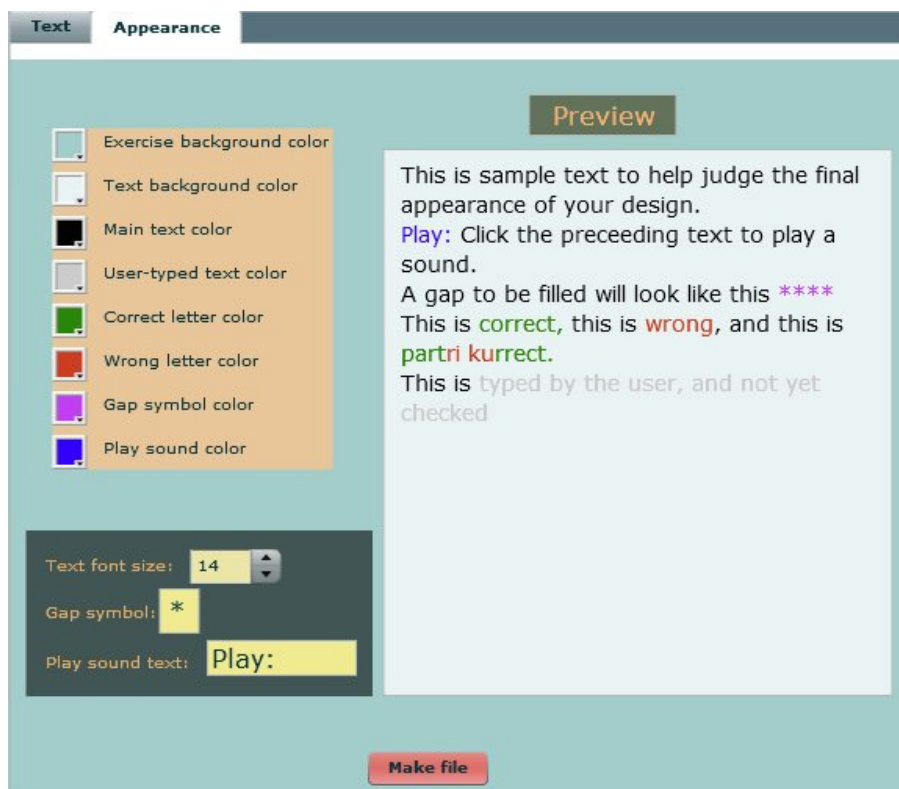 Text
Appearance
Exercise background color
Text background color
Main text color
User-typed text color
Correct letter color
Wrong letter color
Gap symbol color
Play sound color
Text font size: 14
Gap symbol: *
Play sound text: Play:
Preview
This is sample text to help judge the final
appearance of your design.
Play: Click the preceeding text to play a
sound.
A gap to be filled will look like this ****
This is correct, this is wrong, and this is
partri kurrect.
This is typed by the user, and not yet
checked
Make file